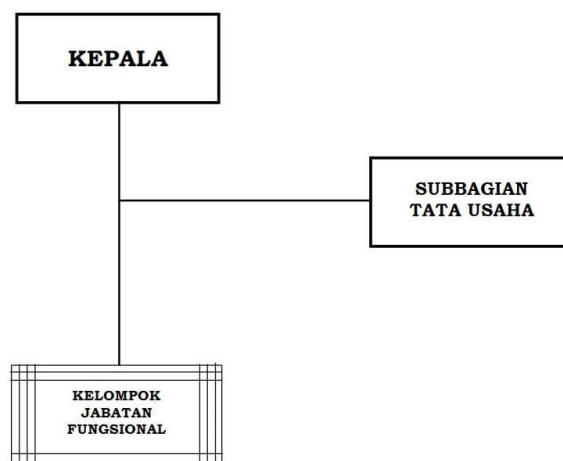 KEPALA
SUBBAGIAN
TATA USAHA
KELOMPOK
JABATAN
FUNGSIONAL